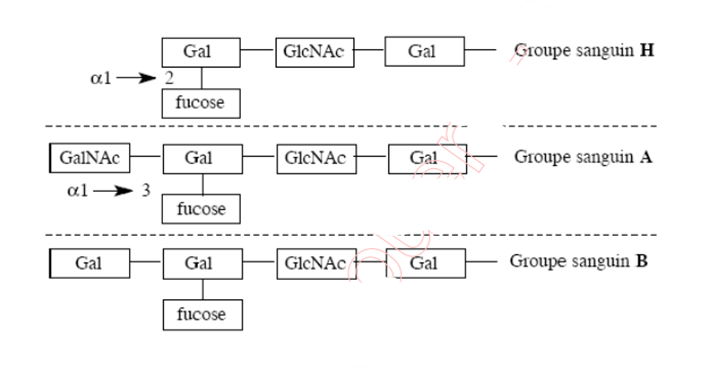 Gal GlcNAc Gal Groupe sanguin H
α1 → 2
fucose
GalNAc Gal GlcNAc Gal Groupe sanguin A
α1 → 3
fucose
Gal Gal GlcNAc Gal Groupe sanguin B
fucose